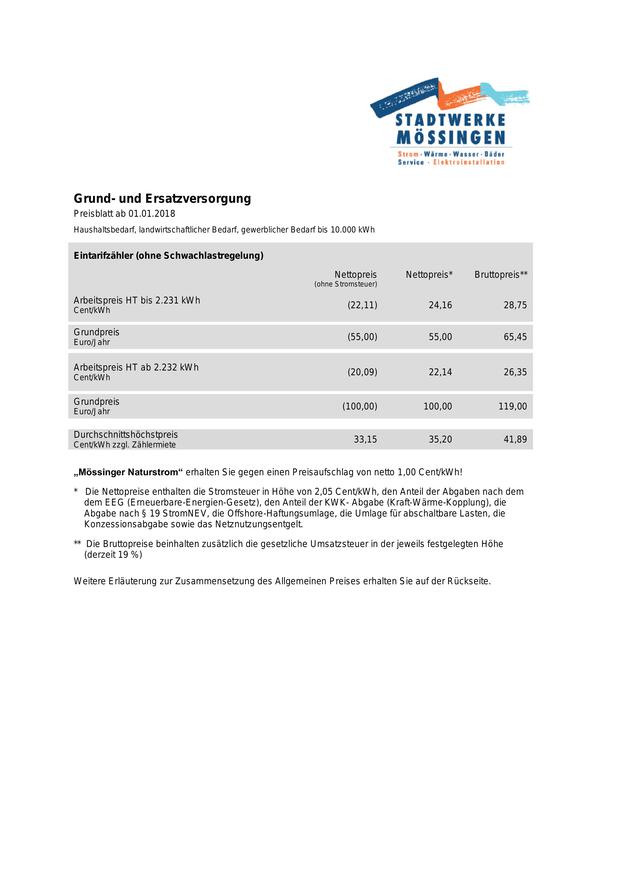 STADTWERKE
MÖSSINGEN
Strom · Wärme · Wasser · Bäder
Service · Elektroinstallation
Grund- und Ersatzversorgung
Preisblatt ab 01.01.2018
Haushaltsbedarf, landwirtschaftlicher Bedarf, gewerblicher Bedarf bis 10.000 kWh
Eintarifzähler (ohne Schwachlastregelung)
Nettopreis Nettopreis* Bruttopreis**
(ohne Stromsteuer)
Arbeitspreis HT bis 2.231 kWh (22,11) 24,16 28,75
Cent/kWh
Grundpreis (55,00) 55,00 65,45
Euro/Jahr
Arbeitspreis HT ab 2.232 kWh (20,09) 22,14 26,35
Cent/kWh
Grundpreis (100,00) 100,00 119,00
Euro/Jahr
Durchschnittshöchstpreis 33,15 35,20 41,89
Cent/kWh zzgl. Zählermiete
„Mössinger Naturstrom“ erhalten Sie gegen einen Preisaufschlag von netto 1,00 Cent/kWh!
* Die Nettopreise enthalten die Stromsteuer in Höhe von 2,05 Cent/kWh, den Anteil der Abgaben nach dem
dem EEG (Erneuerbare-Energien-Gesetz), den Anteil der KWK- Abgabe (Kraft-Wärme-Kopplung), die
Abgabe nach § 19 StromNEV, die Offshore-Haftungsumlage, die Umlage für abschaltbare Lasten, die
Konzessionsabgabe sowie das Netznutzungsentgelt.
** Die Bruttopreise beinhalten zusätzlich die gesetzliche Umsatzsteuer in der jeweils festgelegten Höhe
(derzeit 19 %)
Weitere Erläuterung zur Zusammensetzung des Allgemeinen Preises erhalten Sie auf der Rückseite.